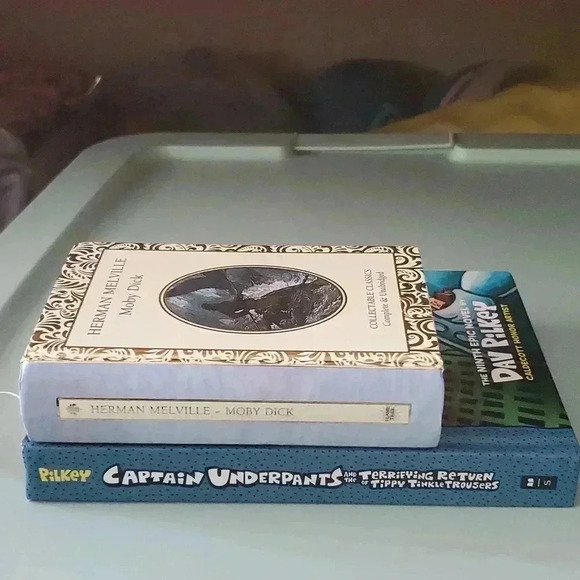 HERMAN MELVILLE
Moby Dick
COLLECTABLE CLASSICS
Complete & Unabridged
HERMAN MELVILLE - MOBY DICK
THE NINTH EPIC NOVEL BY
DAV PILKEY
CALDECOTT HONOR ARTIST
PILKEY CAPTAIN UNDERPANTS AND THE TERRIFYING RETURN
OF TIPPY TINKLETROUSERS
S